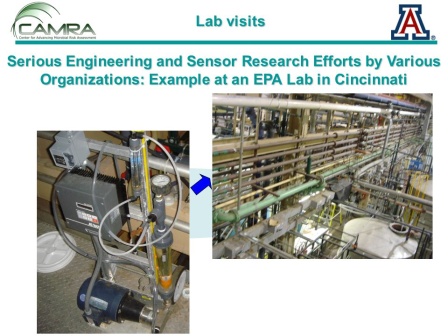 CAMRA
Center for Advancing Microbial Risk Assessment
Lab visits
A
Serious Engineering and Sensor Research Efforts by Various
Organizations: Example at an EPA Lab in Cincinnati